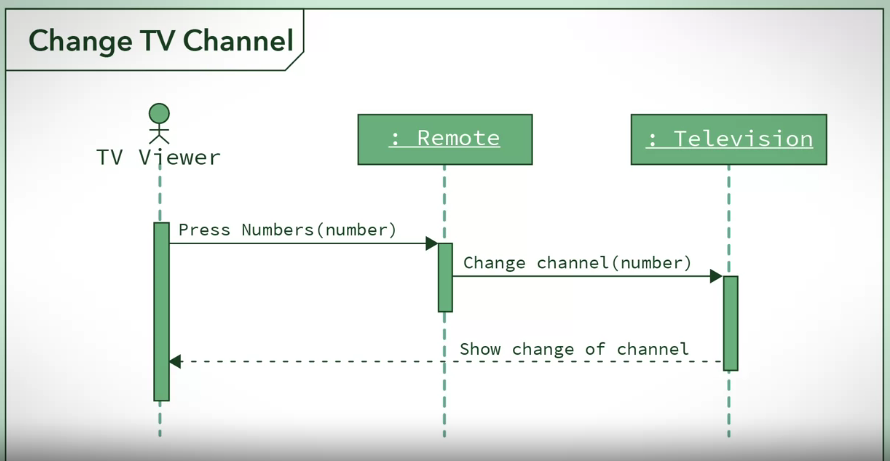 Change TV Channel
: Remote
: Television
TV Viewer
Press Numbers(number)
Change channel(number)
Show change of channel